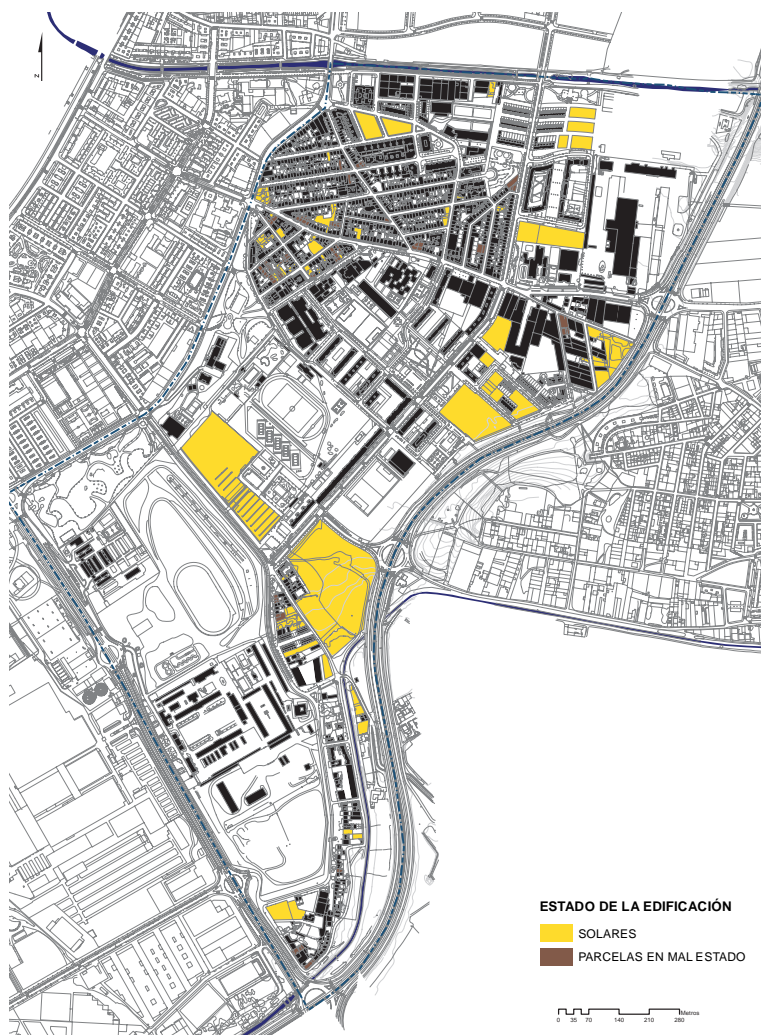 N
ESTADO DE LA EDIFICACIÓN
SOLARES
PARCELAS EN MAL ESTADO
Metros
0 35 70 140 210 280